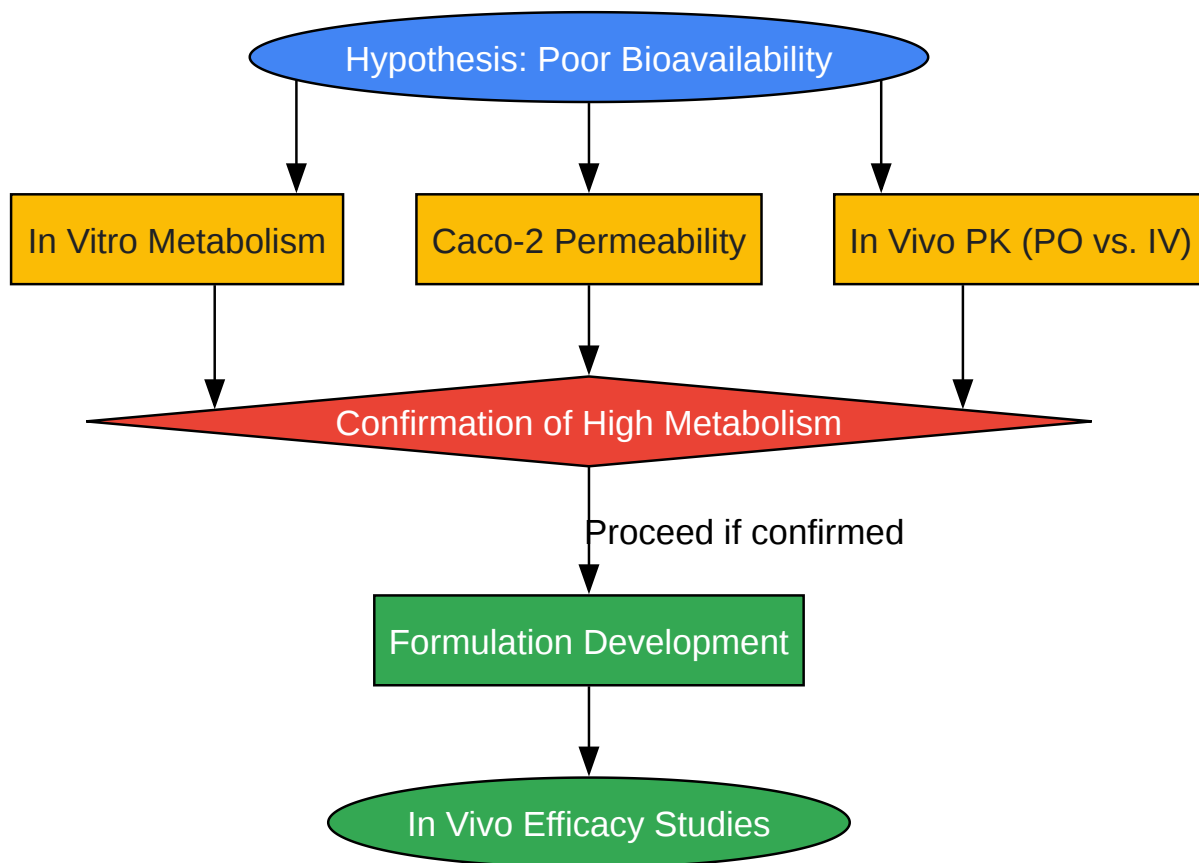 Hypothesis: Poor Bioavailability
In Vitro Metabolism
Caco-2 Permeability
In Vivo PK (PO vs. IV)
Confirmation of High Metabolism
Proceed if confirmed
Formulation Development
In Vivo Efficacy Studies